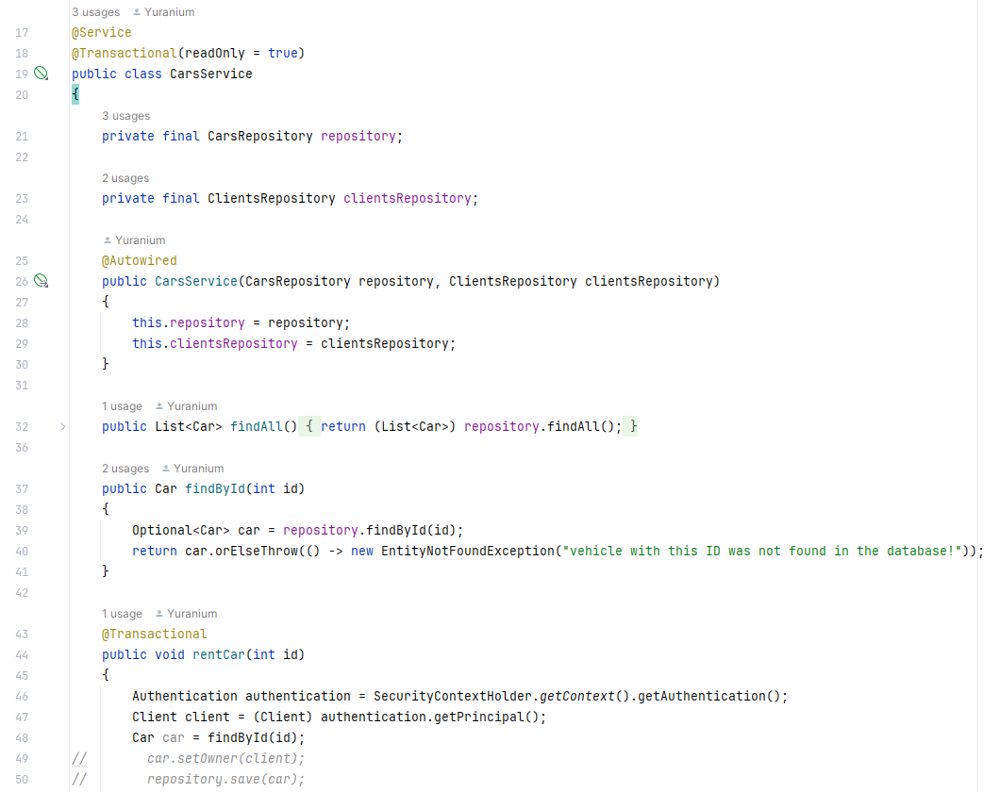 3 usages Yuranium
17 @Service
18 @Transactional(readOnly = true)
19 public class CarsService
20 {
3 usages
21 private final CarsRepository repository;
22
2 usages
23 private final ClientsRepository clientsRepository;
24
Yuranium
25 @Autowired
26 public CarsService(CarsRepository repository, ClientsRepository clientsRepository)
27 {
28 this.repository = repository;
29 this.clientsRepository = clientsRepository;
30 }
31
1 usage Yuranium
32 public List<Car> findAll() { return (List<Car>) repository.findAll(); }
36
2 usages Yuranium
37 public Car findById(int id)
38 {
39 Optional<Car> car = repository.findById(id);
40 return car.orElseThrow(() -> new EntityNotFoundException("vehicle with this ID was not found in the database!"));
41 }
42
1 usage Yuranium
43 @Transactional
44 public void rentCar(int id)
45 {
46 Authentication authentication = SecurityContextHolder.getContext().getAuthentication();
47 Client client = (Client) authentication.getPrincipal();
48 Car car = findById(id);
49 // car.setOwner(client);
50 // repository.save(car);